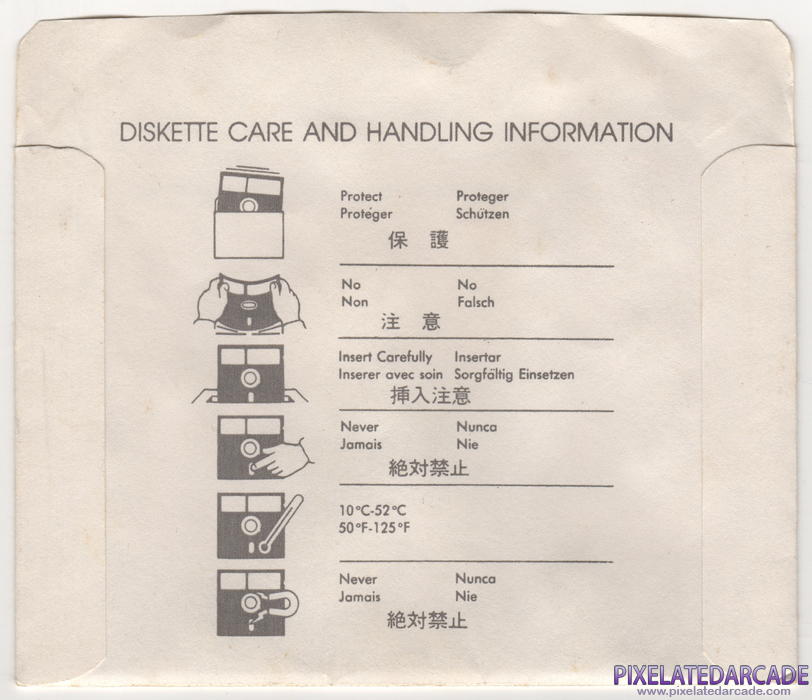 DISKETTE CARE AND HANDLING INFORMATION
Protect Proteger
Protéger Schützen
保 護
No No
Non Falsch
注 意
Insert Carefully Insertar
Inserer avec soin Sorgfältig Einsetzen
挿入注意
Never Nunca
Jamais Nie
絶対禁止
10°C-52°C
50°F-125°F
Never Nunca
Jamais Nie
絶対禁止
PIXELATEDARCADE
www.pixelatedarcade.com